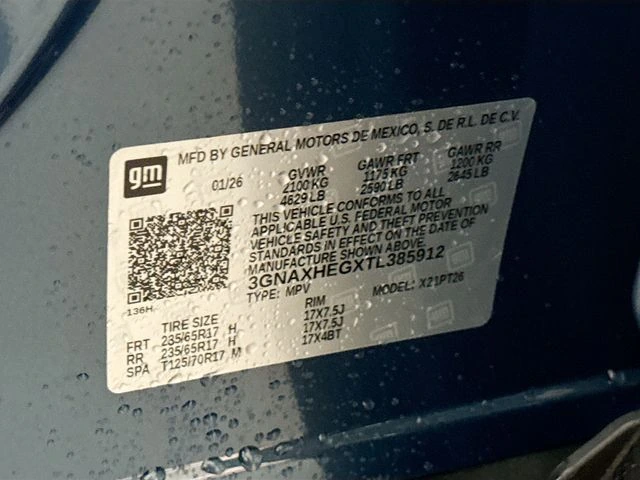 gm
MFD BY GENERAL MOTORS DE MEXICO, S. DE R.L. DE C.V.
01/26 GVWR GAWR FRT GAWR RR
2100 KG 1175 KG 1200 KG
4629 LB 2590 LB 2645 LB
THIS VEHICLE CONFORMS TO ALL
APPLICABLE U.S. FEDERAL MOTOR
VEHICLE SAFETY AND THEFT PREVENTION
STANDARDS IN EFFECT ON THE DATE OF
MANUFACTURE SHOWN ABOVE.
3GNAXHEGXTL385912
TYPE: MPV MODEL: X21PT26
136H
TIRE SIZE RIM
FRT 235/65R17 H 17X7.5J
RR 235/65R17 H 17X7.5J
SPA T125/70R17 M 17X4BT